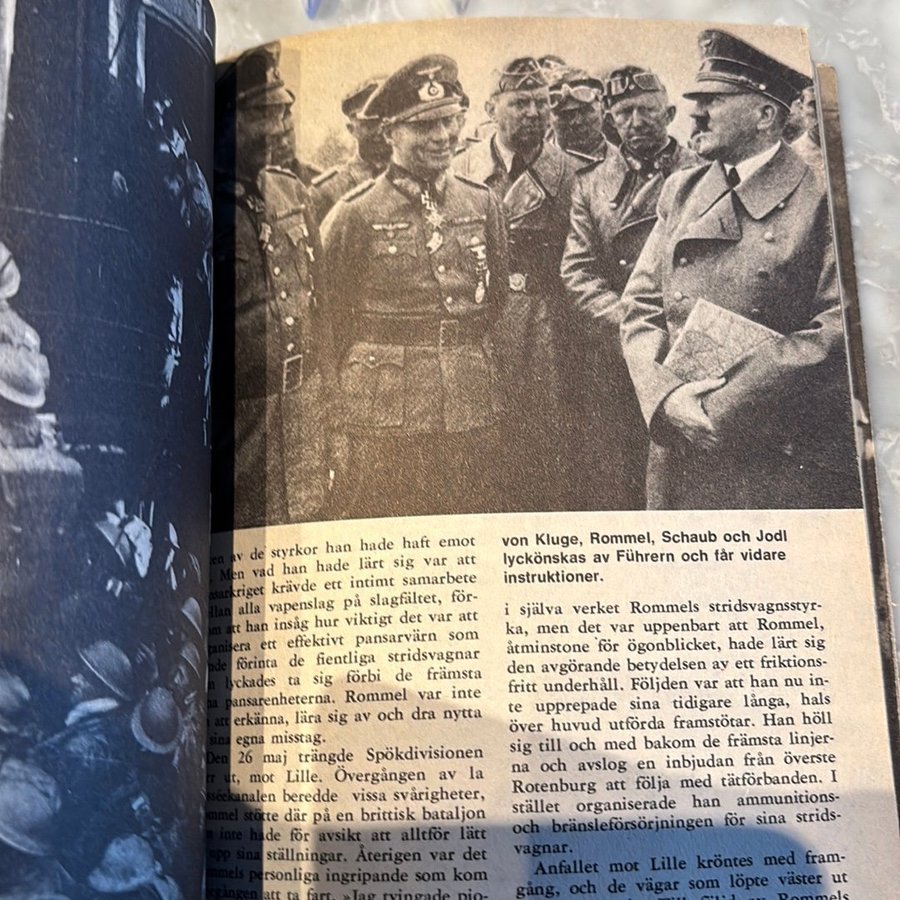 av de styrkor han hade haft emot
Men vad han hade lärt sig var att
krävde ett intimt samarbete
alla vapenslag på slagfältet, för-
att han insåg hur viktigt det var att
ett effektivt pansarvärn som
förinta de fientliga stridsvagnar
lyckades ta sig förbi de främsta
pansarenheterna. Rommel var inte
att erkänna, lära sig av och dra nytta
sina egna misstag.
Den 26 maj trängde Spökdivisionen
ut, mot Lille. Övergången av la
beredde vissa svårigheter,
stötte där på en brittisk bataljon
inte hade för avsikt att alltför lätt
upp sina ställningar. Återigen var det
personliga ingripande som kom
att ta fart. »Jag tvingade pio-
von Kluge, Rommel, Schaub och Jodl
lyckönskas av Führern och får vidare
instruktioner.
i själva verket Rommels stridsvagnsstyr-
ka, men det var uppenbart att Rommel,
åtminstone för ögonblicket, hade lärt sig
den avgörande betydelsen av ett friktions-
fritt underhåll. Följden var att han nu in-
te upprepade sina tidigare långa, hals
över huvud utförda framstötar. Han höll
sig till och med bakom de främsta linjer-
na och avslog en inbjudan från överste
Rotenburg att följa med tätförbanden. I
stället organiserade han ammunitions-
och bränsleförsörjningen för sina strids-
vagnar.
Anfallet mot Lille kröntes med fram-
gång, och de vägar som löpte väster ut
Rommels